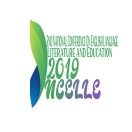 2ND NATIONAL CONFERENCE ON ENGLISH LANGUAGE
LITERATURE AND EDUCATION
2019
NCELLE